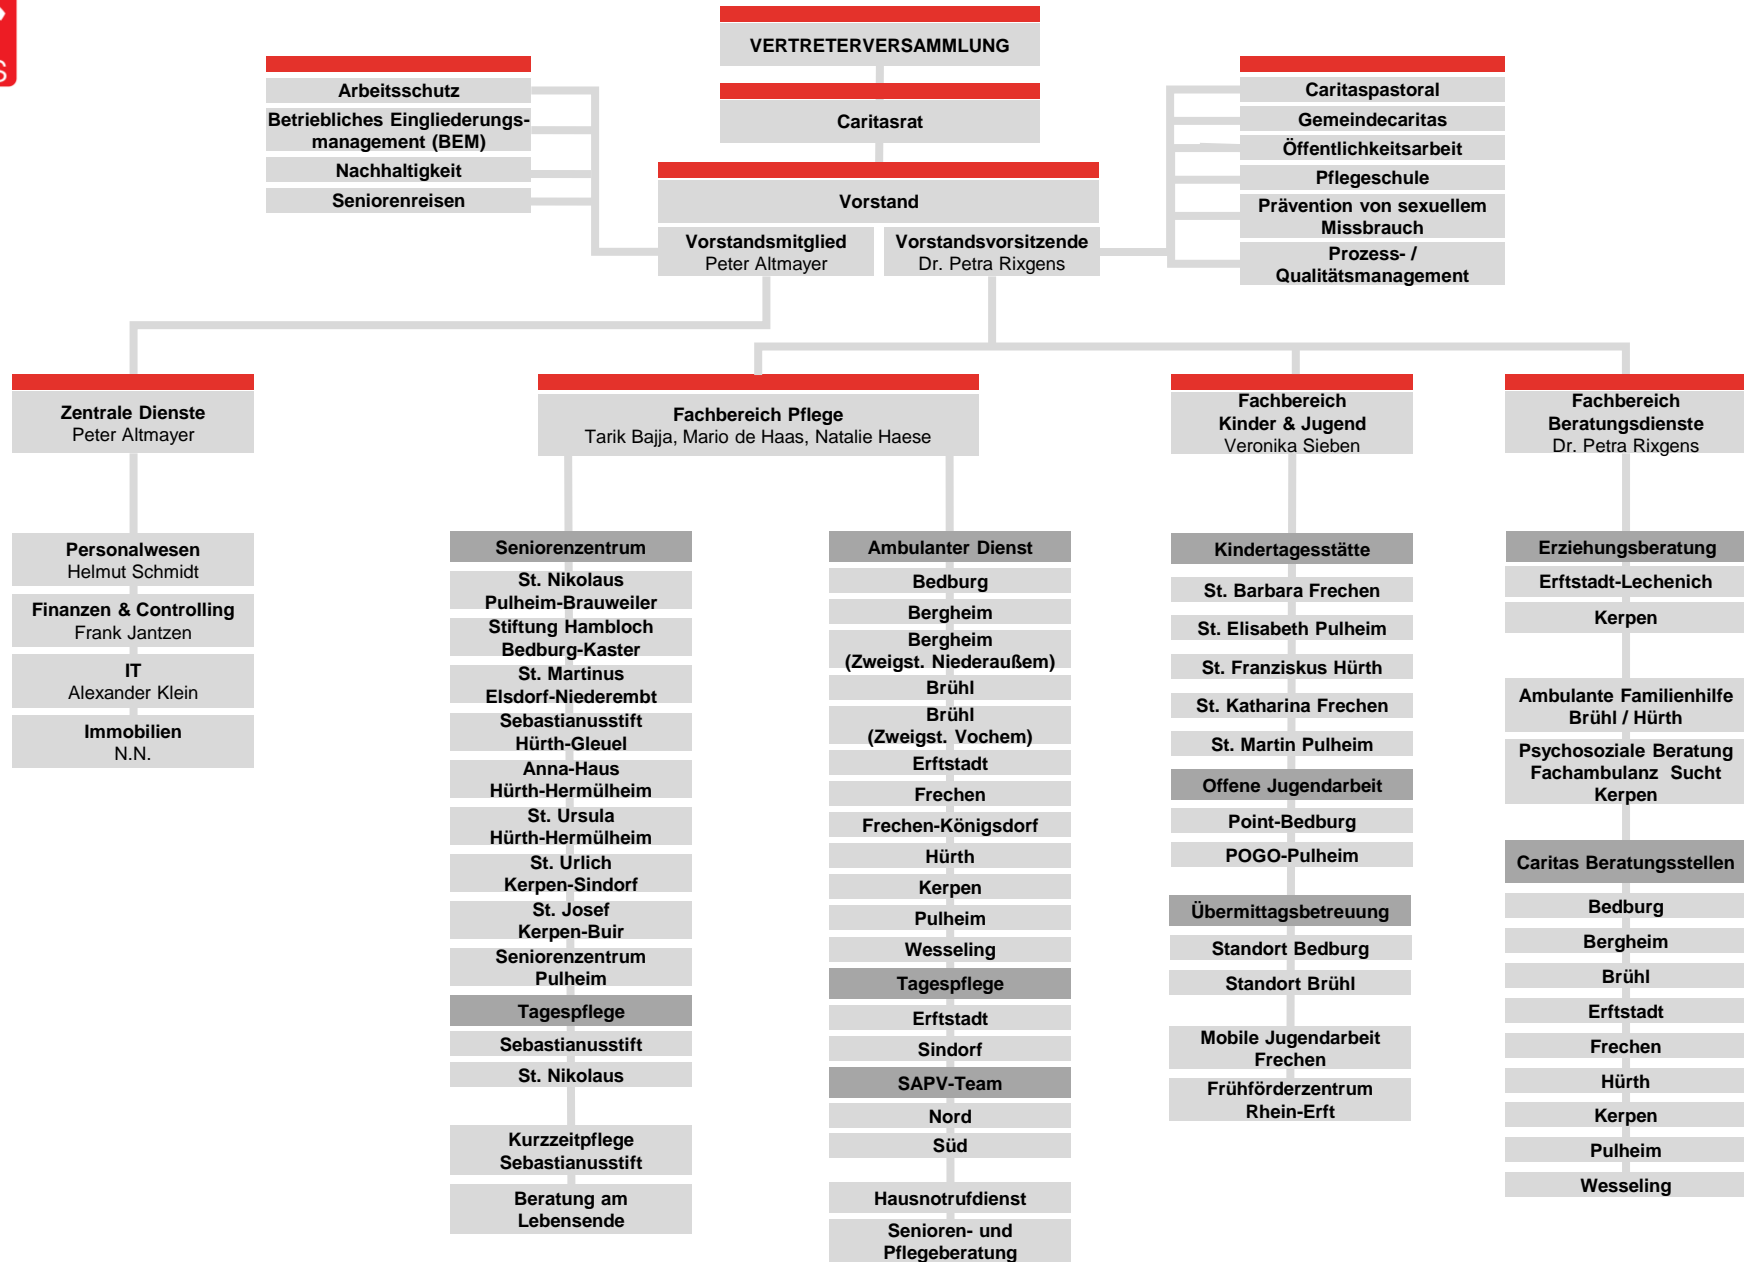 S
VERTRETERVERSAMMLUNG
Caritasrat
Vorstand
Vorstandsmitglied
Peter Altmayer
Vorstandsvorsitzende
Dr. Petra Rixgens
Arbeitsschutz
Betriebliches Eingliederungs-
management (BEM)
Nachhaltigkeit
Seniorenreisen
Caritaspastoral
Gemeindecaritas
Öffentlichkeitsarbeit
Pflegeschule
Prävention von sexuellem
Missbrauch
Prozess- /
Qualitätsmanagement
Zentrale Dienste
Peter Altmayer
Personalwesen
Helmut Schmidt
Finanzen & Controlling
Frank Jantzen
IT
Alexander Klein
Immobilien
N.N.
Fachbereich Pflege
Tarik Bajja, Mario de Haas, Natalie Haese
Seniorenzentrum
St. Nikolaus
Pulheim-Brauweiler
Stiftung Hambloch
Bedburg-Kaster
St. Martinus
Elsdorf-Niederembt
Sebastianusstift
Hürth-Gleuel
Anna-Haus
Hürth-Hermülheim
St. Ursula
Hürth-Hermülheim
St. Urlich
Kerpen-Sindorf
St. Josef
Kerpen-Buir
Seniorenzentrum
Pulheim
Tagespflege
Sebastianusstift
St. Nikolaus
Kurzzeitpflege
Sebastianusstift
Beratung am
Lebensende
Ambulanter Dienst
Bedburg
Bergheim
Bergheim
(Zweigst. Niederaußem)
Brühl
Brühl
(Zweigst. Vochem)
Erftstadt
Frechen
Frechen-Königsdorf
Hürth
Kerpen
Pulheim
Wesseling
Tagespflege
Erftstadt
Sindorf
SAPV-Team
Nord
Süd
Hausnotrufdienst
Senioren- und
Pflegeberatung
Fachbereich
Kinder & Jugend
Veronika Sieben
Kindertagesstätte
St. Barbara Frechen
St. Elisabeth Pulheim
St. Franziskus Hürth
St. Katharina Frechen
St. Martin Pulheim
Offene Jugendarbeit
Point-Bedburg
POGO-Pulheim
Übermittagsbetreuung
Standort Bedburg
Standort Brühl
Mobile Jugendarbeit
Frechen
Frühförderzentrum
Rhein-Erft
Fachbereich
Beratungsdienste
Dr. Petra Rixgens
Erziehungsberatung
Erftstadt-Lechenich
Kerpen
Ambulante Familienhilfe
Brühl / Hürth
Psychosoziale Beratung
Fachambulanz Sucht
Kerpen
Caritas Beratungsstellen
Bedburg
Bergheim
Brühl
Erftstadt
Frechen
Hürth
Kerpen
Pulheim
Wesseling